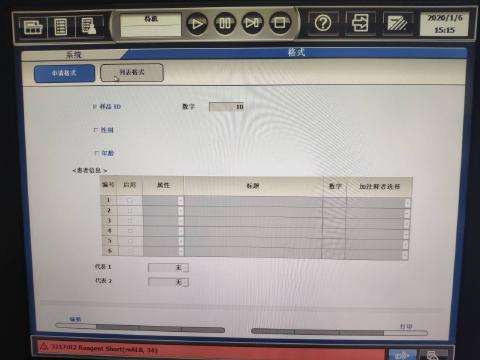 待机
2020/1/6
15:15
系统
格式
申请格式
列表格式
样品 ID
数字
10
性别
年龄
<患者信息>
编号 启用 属性 标题 数字 加注释者选择
1
2
3
4
5
6
代表 1 无
代表 2 无
编辑
打印
3217:R2 Reagent Short(mALB, 34)